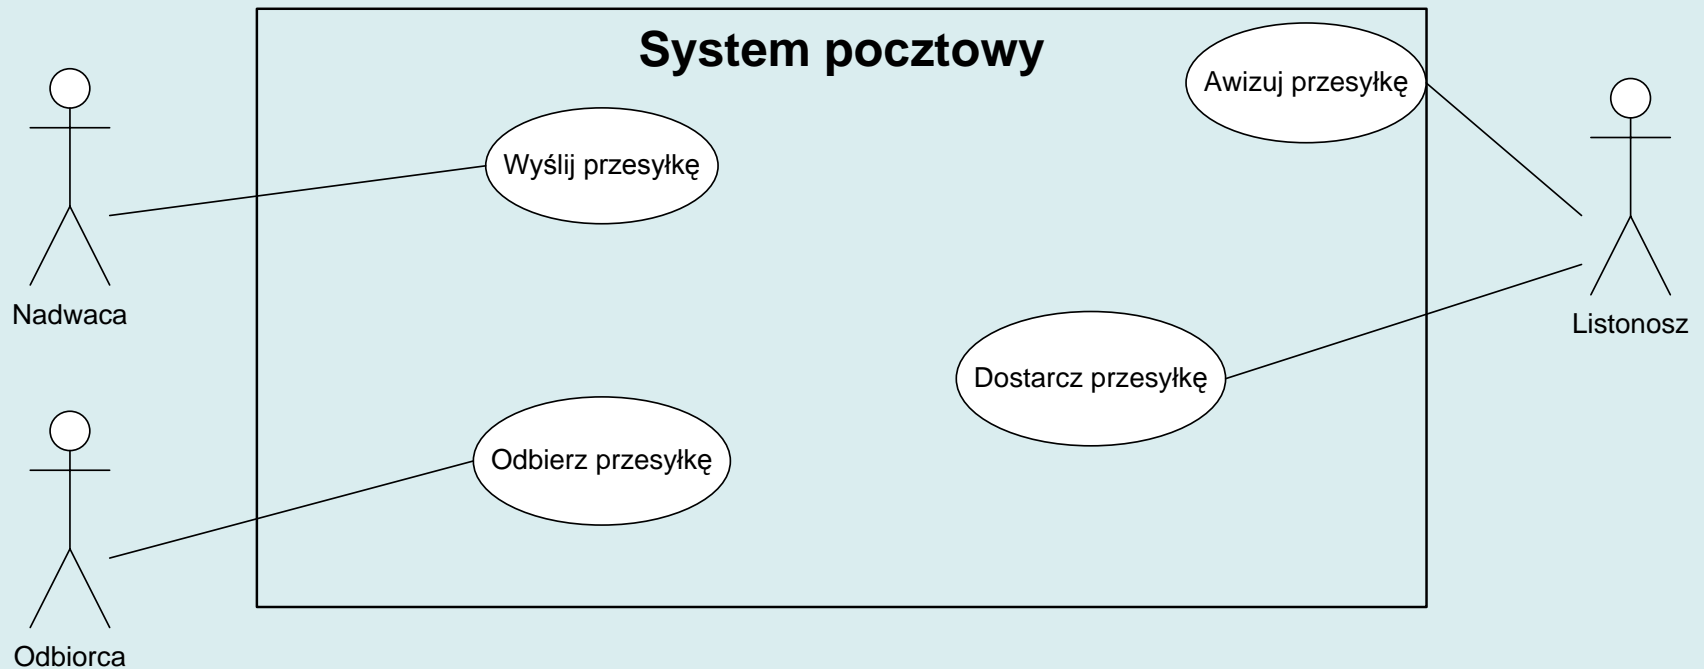 System pocztowy
Awizuj przesyłkę
Wyślij przesyłkę
Nadwaca
Listonosz
Dostarcz przesyłkę
Odbierz przesyłkę
Odbiorca